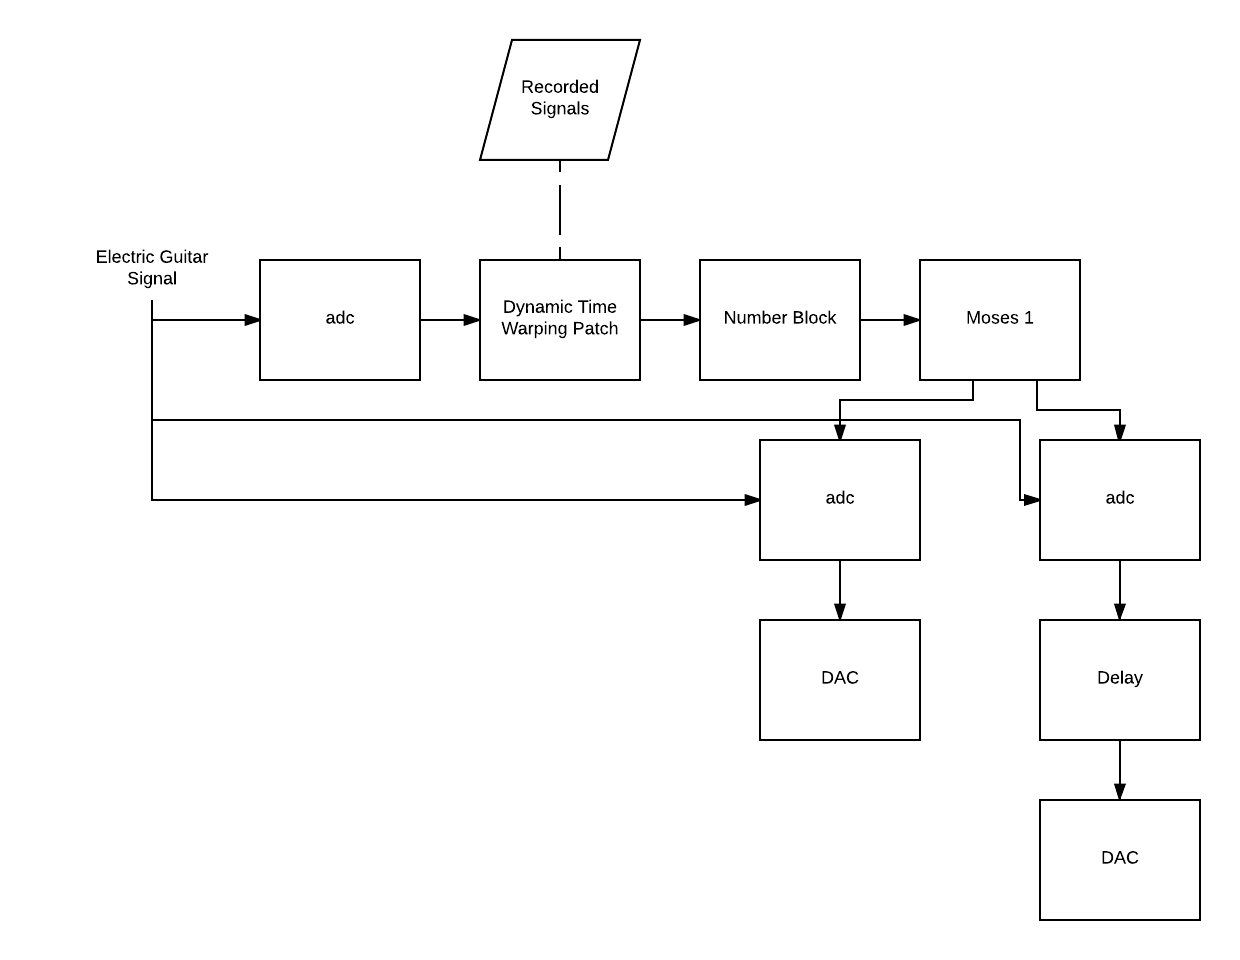 Recorded
Signals
Electric Guitar
Signal
adc
Dynamic Time
Warping Patch
Number Block
Moses 1
adc
adc
DAC
Delay
DAC